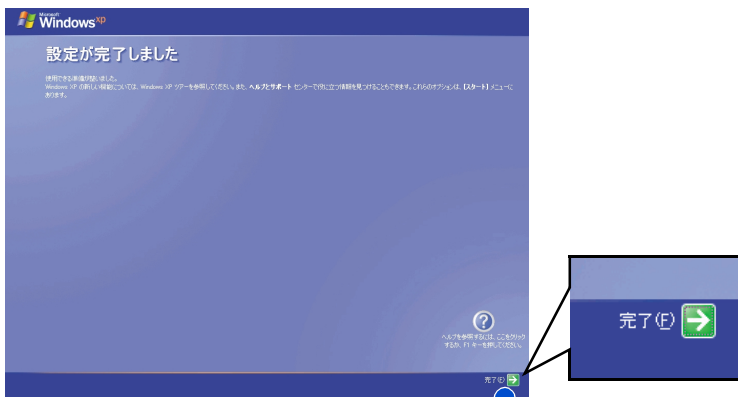 Microsoft
Windows xp
設定が完了しました
使用できる準備が整いました。
Windows XP の新しい機能については、Windows XP ツアーを参照してください。また、ヘルプとサポート センターで役に立つ情報を見つけることもできます。これらのオプションは、[スタート] メニューに
あります。
ヘルプを参照するには、ここをクリック
するか、F1 キーを押してください。
完了(F)
完了(F)